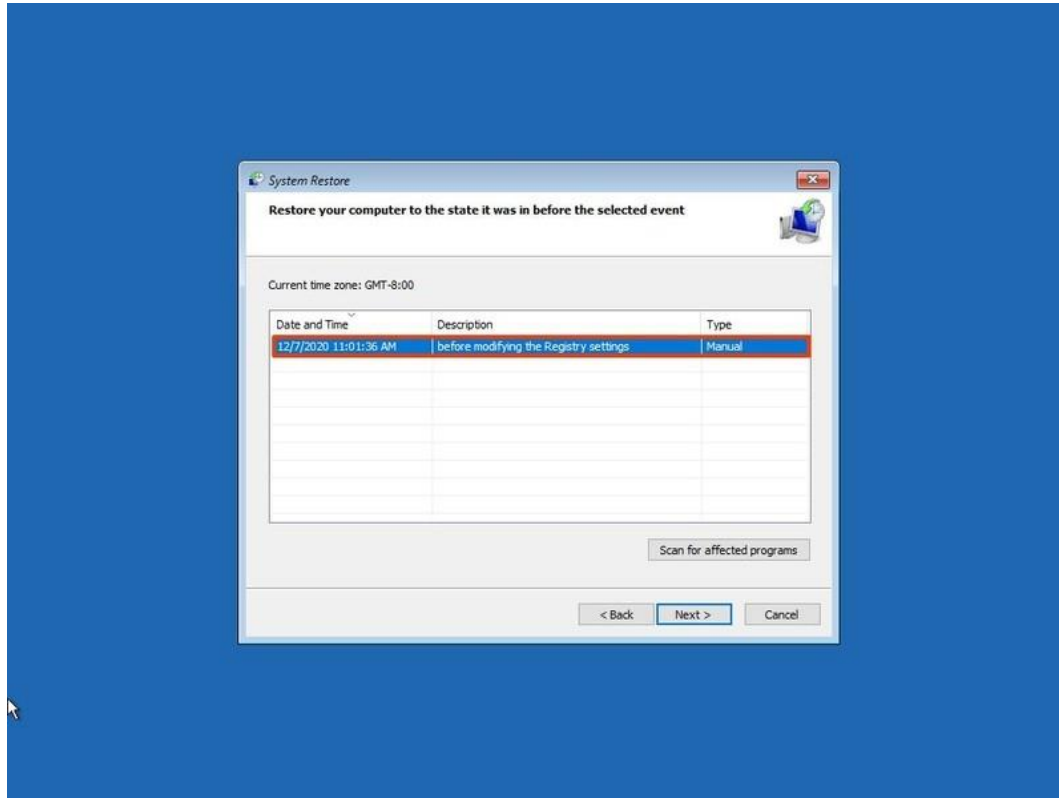 System Restore
Restore your computer to the state it was in before the selected event
Current time zone: GMT-8:00
Date and Time Description Type
12/7/2020 11:01:36 AM before modifying the Registry settings Manual
Scan for affected programs
< Back Next > Cancel